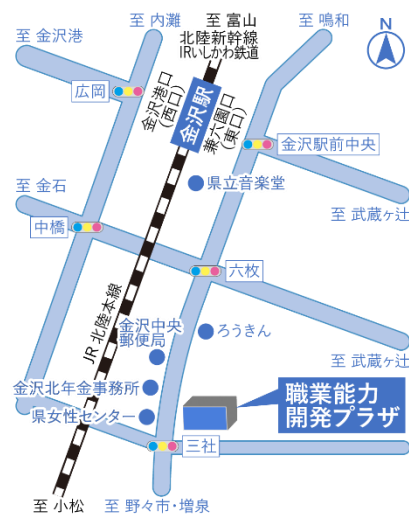 至 内灘
至 富山
北陸新幹線
IRいしかわ鉄道
至 鳴和
N
至 金沢港
広岡
金沢港口
(西口)
金沢駅
兼六園口
(東口)
金沢駅前中央
県立音楽堂
至 金石
至 武蔵ヶ辻
中橋
六枚
JR 北陸本線
金沢中央
郵便局
ろうきん
至 武蔵ヶ辻
金沢北年金事務所
職業能力
開発プラザ
県女性センター
三社
至 小松
至 野々市・増泉